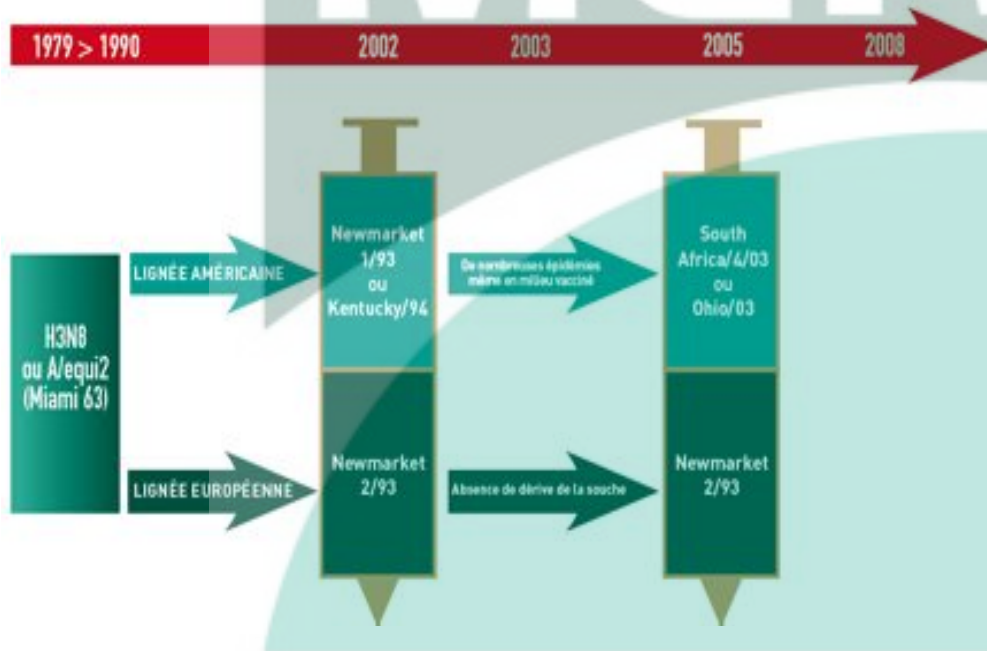 1979 > 1990
2002
2003
2005
2008
H3N8
ou A/equi2
(Miami 63)
LIGNÉE AMÉRICAINE
Newmarket
1/93
ou
Kentucky/94
De nombreuses épidémies
même en milieu vacciné
South
Africa/4/03
ou
Ohio/03
LIGNÉE EUROPÉENNE
Newmarket
2/93
Absence de dérive de la souche
Newmarket
2/93